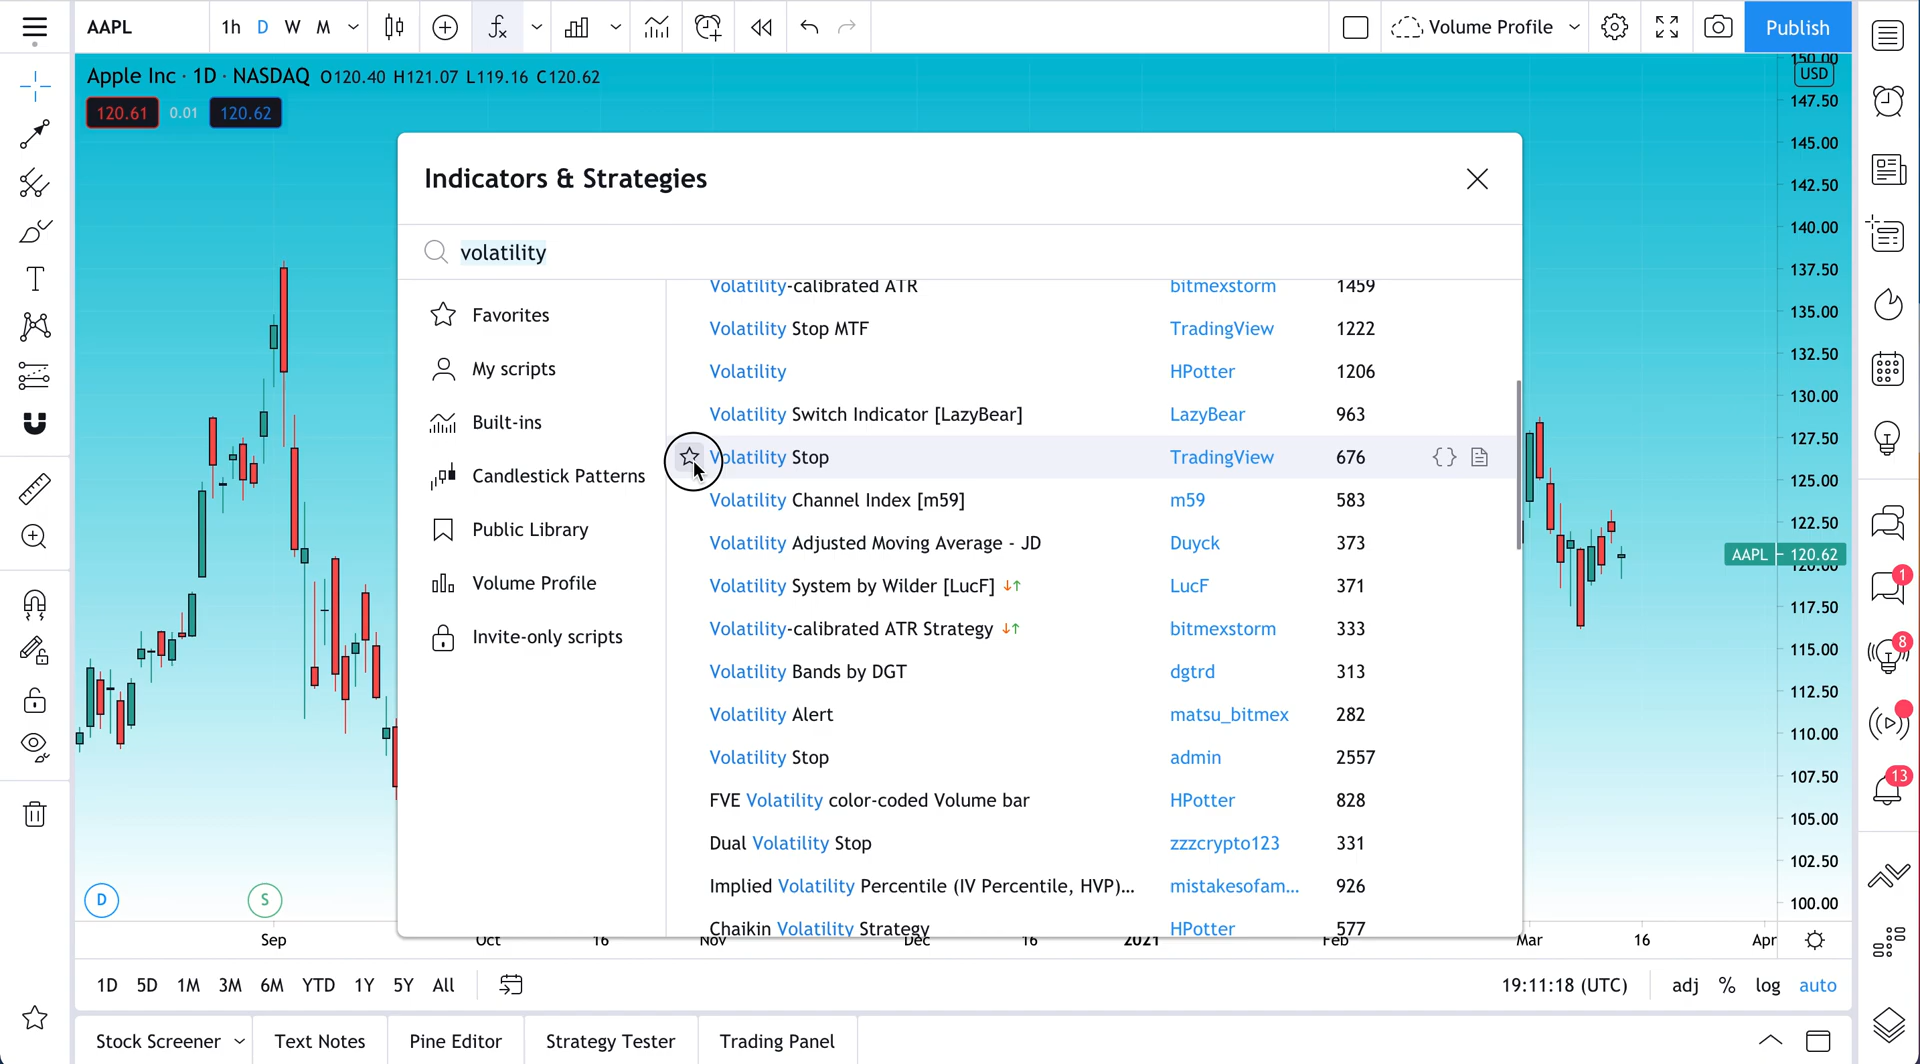 AAPL 1h D W M Volume Profile Publish
Apple Inc · 1D · NASDAQ O120.40 H121.07 L119.16 C120.62
120.61 0.01 120.62
Indicators & Strategies
volatility
Favorites
My scripts
Built-ins
Candlestick Patterns
Public Library
Volume Profile
Invite-only scripts
Volatility-calibrated ATR bitmexstorm 1459
Volatility Stop MTF TradingView 1222
Volatility HPotter 1206
Volatility Switch Indicator [LazyBear] LazyBear 963
Volatility Stop TradingView 676 {}
Volatility Channel Index [m59] m59 583
Volatility Adjusted Moving Average - JD Duyck 373
Volatility System by Wilder [LucF] LucF 371
Volatility-calibrated ATR Strategy bitmexstorm 333
Volatility Bands by DGT dgtrd 313
Volatility Alert matsu_bitmex 282
Volatility Stop admin 2557
FVE Volatility color-coded Volume bar HPotter 828
Dual Volatility Stop zzzcrypto123 331
Implied Volatility Percentile (IV Percentile, HVP)... mistakesofam... 926
Chaikin Volatility Strategy HPotter 577
150.00
USD
147.50
145.00
142.50
140.00
137.50
135.00
132.50
130.00
127.50
125.00
122.50
AAPL 120.62
120.00
117.50
115.00
112.50
110.00
107.50
105.00
102.50
100.00
1
8
13
D S
Sep Oct 16 Nov Dec 16 2021 Feb Mar 16 Apr
1D 5D 1M 3M 6M YTD 1Y 5Y All 19:11:18 (UTC) adj % log auto
Stock Screener Text Notes Pine Editor Strategy Tester Trading Panel